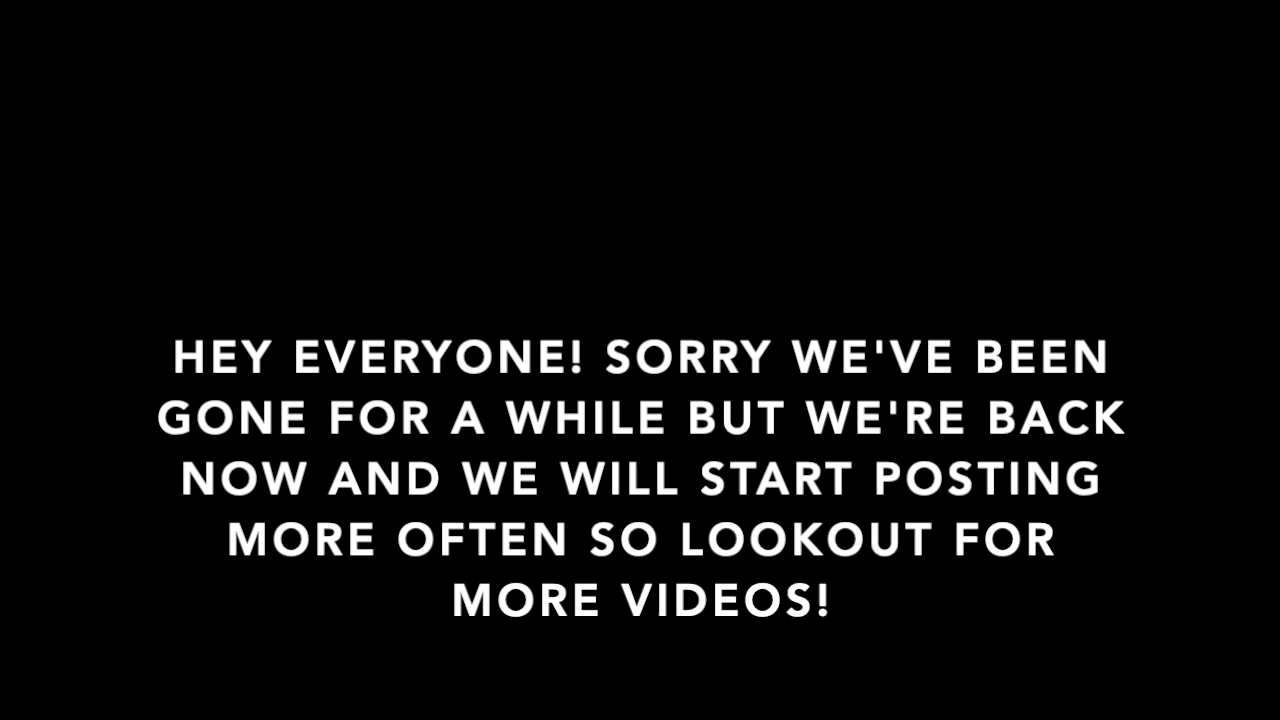 HEY EVERYONE! SORRY WE'VE BEEN
GONE FOR A WHILE BUT WE'RE BACK
NOW AND WE WILL START POSTING
MORE OFTEN SO LOOKOUT FOR
MORE VIDEOS!